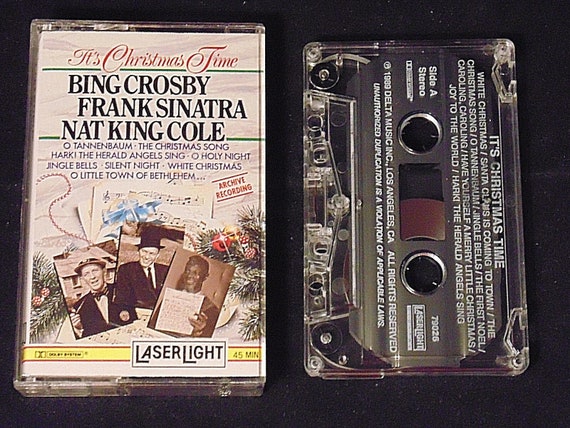 It's Christmas Time
BING CROSBY
FRANK SINATRA
NAT KING COLE
O TANNENBAUM · THE CHRISTMAS SONG
HARK! THE HERALD ANGELS SING · O HOLY NIGHT
JINGLE BELLS · SILENT NIGHT · WHITE CHRISTMAS
O LITTLE TOWN OF BETHLEHEM ...
ARCHIVE
RECORDING
DOLBY SYSTEM
LASERLIGHT
45 MIN
IT'S CHRISTMAS TIME
WHITE CHRISTMAS / SANTA CLAUS IS COMING TO TOWN / THE
CHRISTMAS SONG / O TANNENBAUM / JINGLE BELLS / THE FIRST NOEL /
CAROLING, CAROLING / HAVE YOURSELF A MERRY LITTLE CHRISTMAS /
JOY TO THE WORLD / HARK! THE HERALD ANGELS SING
Side A
Stereo
79026
LASERLIGHT
© 1989 DELTA MUSIC INC., LOS ANGELES, CA. ALL RIGHTS RESERVED.
UNAUTHORIZED DUPLICATION IS A VIOLATION OF APPLICABLE LAWS.